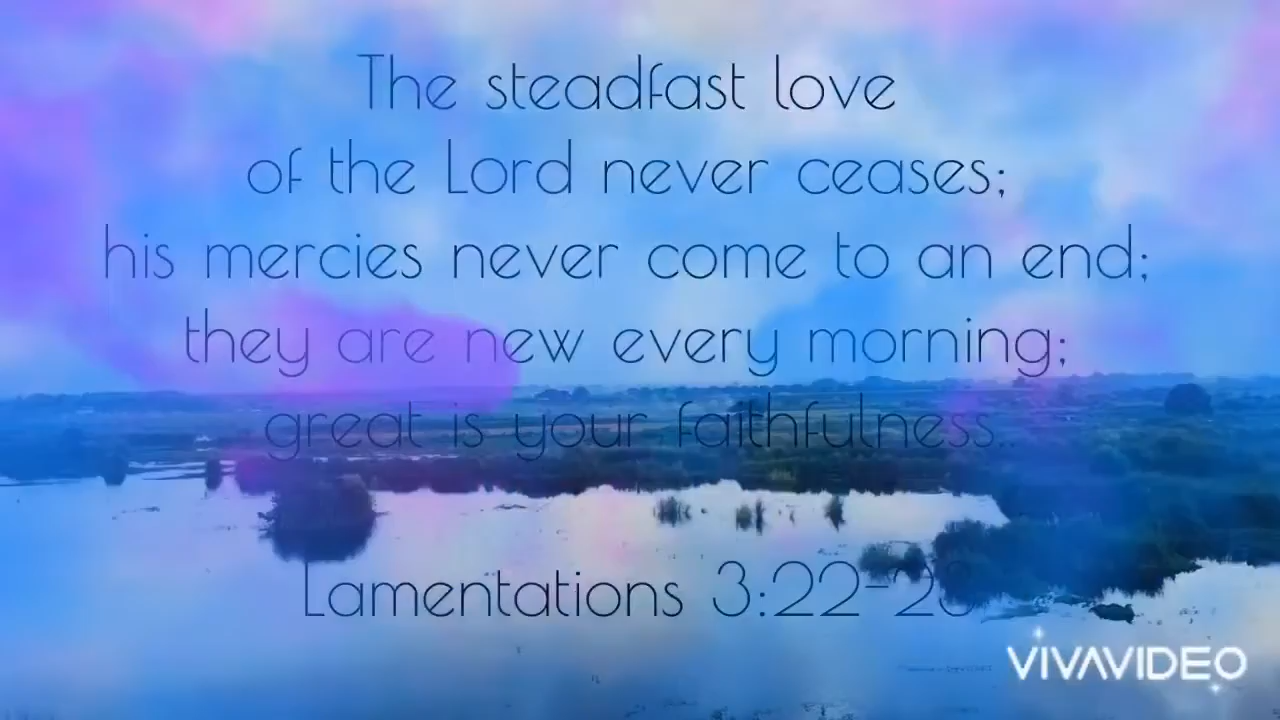 The steadfast love
of the Lord never ceases;
his mercies never come to an end;
they are new every morning;
great is your faithfulness..
Lamentations 3:22-23
VIVAVIDEO